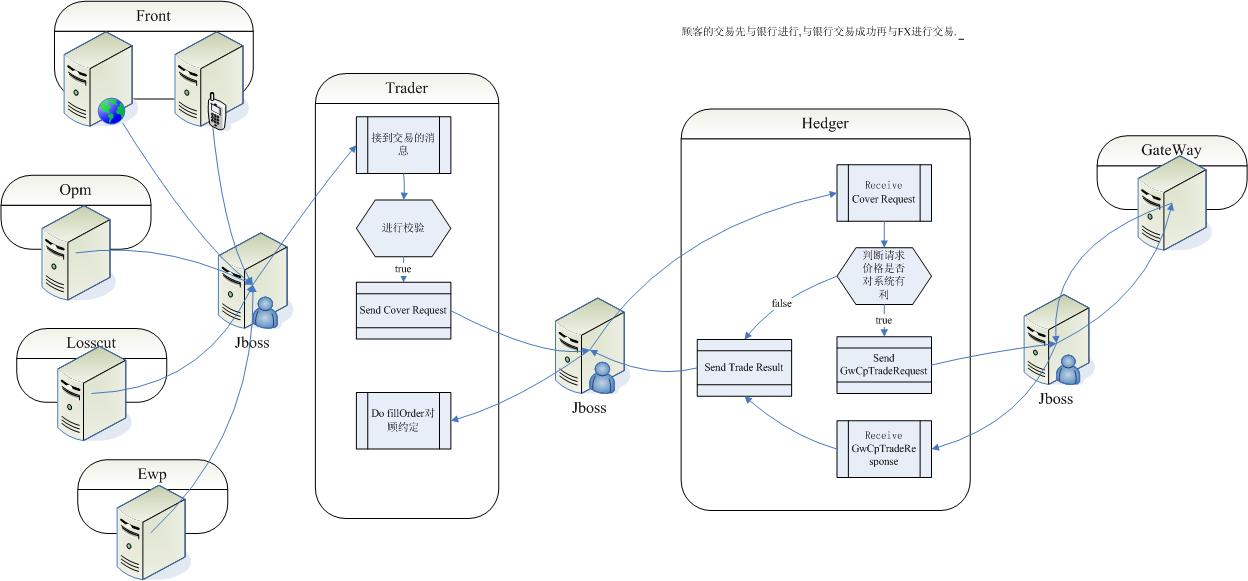 Front
顾客的交易先与银行进行,与银行交易成功再与FX进行交易. _
Trader
接到交易的消
息
进行校验
true
Send Cover Request
Do fillOrder对
顾约定
Opm
Losscut
Ewp
Jboss
Jboss
Hedger
Receive
Cover Request
判断请求
价格是否
对系统有
利
false
true
Send Trade Result
Send
GwCpTradeRequest
Receive
GwCpTradeRe
sponse
GateWay
Jboss